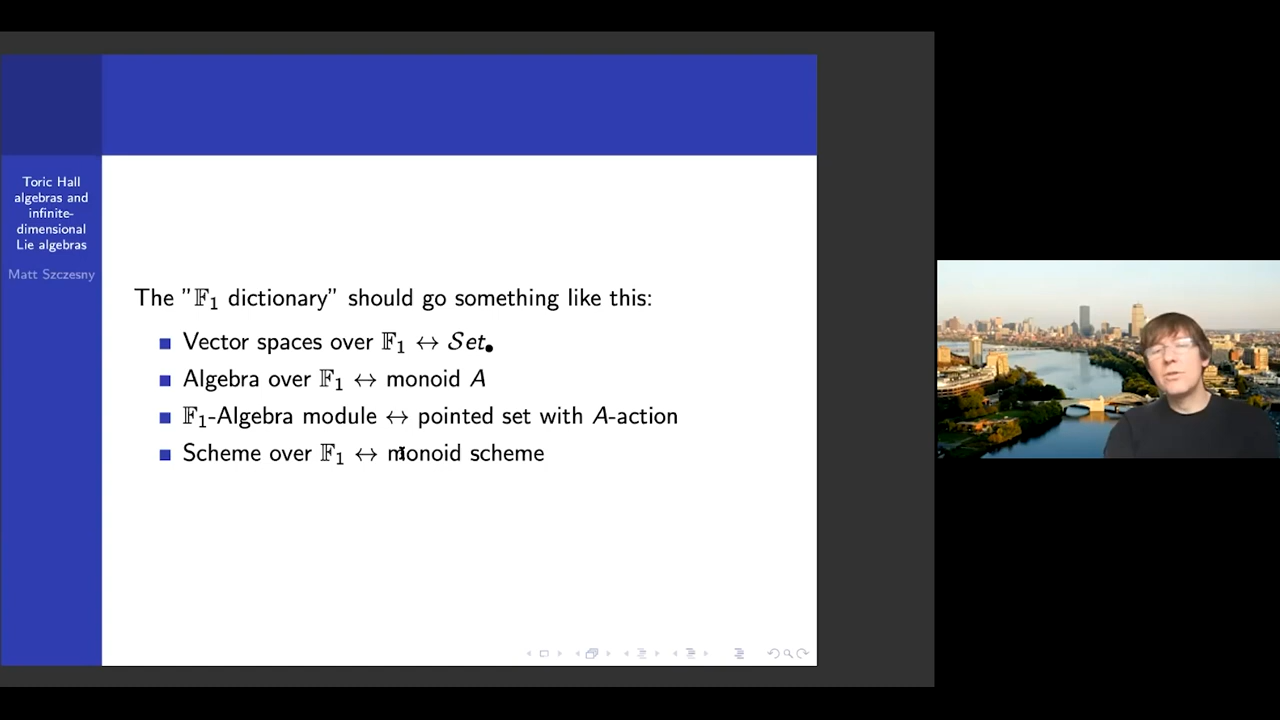 Toric Hall
algebras and
infinite-
dimensional
Lie algebras
Matt Szczesny
The "𝔽₁ dictionary" should go something like this:
Vector spaces over 𝔽₁ ↔ 𝒮et•
Algebra over 𝔽₁ ↔ monoid A
𝔽₁-Algebra module ↔ pointed set with A-action
Scheme over 𝔽₁ ↔ monoid scheme